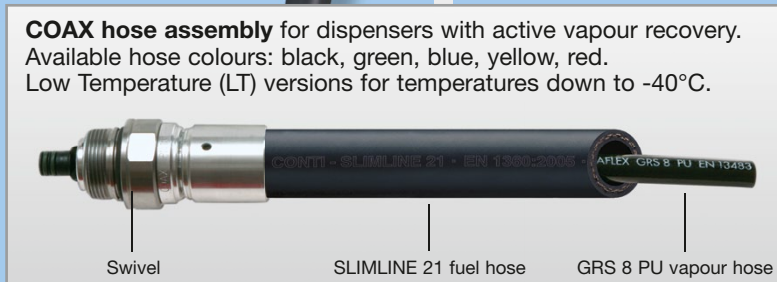 COAX hose assembly for dispensers with active vapour recovery.
Available hose colours: black, green, blue, yellow, red.
Low Temperature (LT) versions for temperatures down to -40°C.
CONTI - SLIMLINE 21 · EN 1360:2005 -
AFLEX GRS 8 PU EN 13483
Swivel
SLIMLINE 21 fuel hose
GRS 8 PU vapour hose